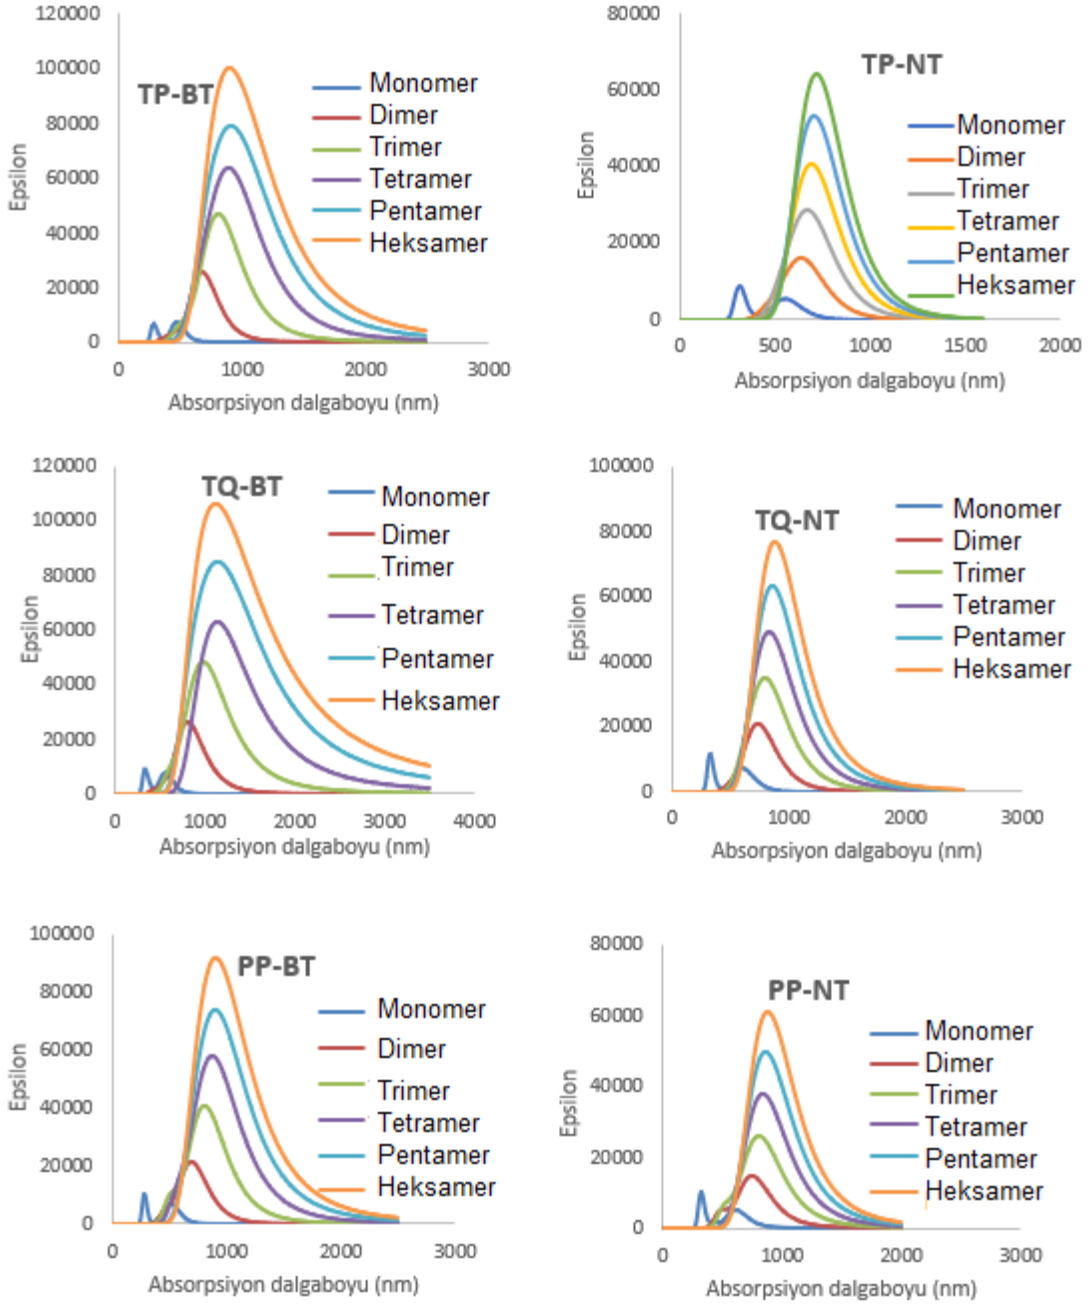 120000
100000
80000
60000
40000
20000
0
Epsilon
TP-BT
Monomer
Dimer
Trimer
Tetramer
Pentamer
Heksamer
0 1000 2000 3000
Absorpsiyon dalgaboyu (nm)
80000
60000
40000
20000
0
Epsilon
TP-NT
Monomer
Dimer
Trimer
Tetramer
Pentamer
Heksamer
0 500 1000 1500 2000
Absorpsiyon dalgaboyu (nm)
120000
100000
80000
60000
40000
20000
0
Epsilon
TQ-BT
Monomer
Dimer
Trimer
Tetramer
Pentamer
Heksamer
0 1000 2000 3000 4000
Absorpsiyon dalgaboyu (nm)
100000
80000
60000
40000
20000
0
Epsilon
TQ-NT
Monomer
Dimer
Trimer
Tetramer
Pentamer
Heksamer
0 1000 2000 3000
Absorpsiyon dalgaboyu (nm)
100000
80000
60000
40000
20000
0
Epsilon
PP-BT
Monomer
Dimer
Trimer
Tetramer
Pentamer
Heksamer
0 1000 2000 3000
Absorpsiyon dalgaboyu (nm)
80000
60000
40000
20000
0
Epsilon
PP-NT
Monomer
Dimer
Trimer
Tetramer
Pentamer
Heksamer
0 1000 2000 3000
Absorpsiyon dalgaboyu (nm)